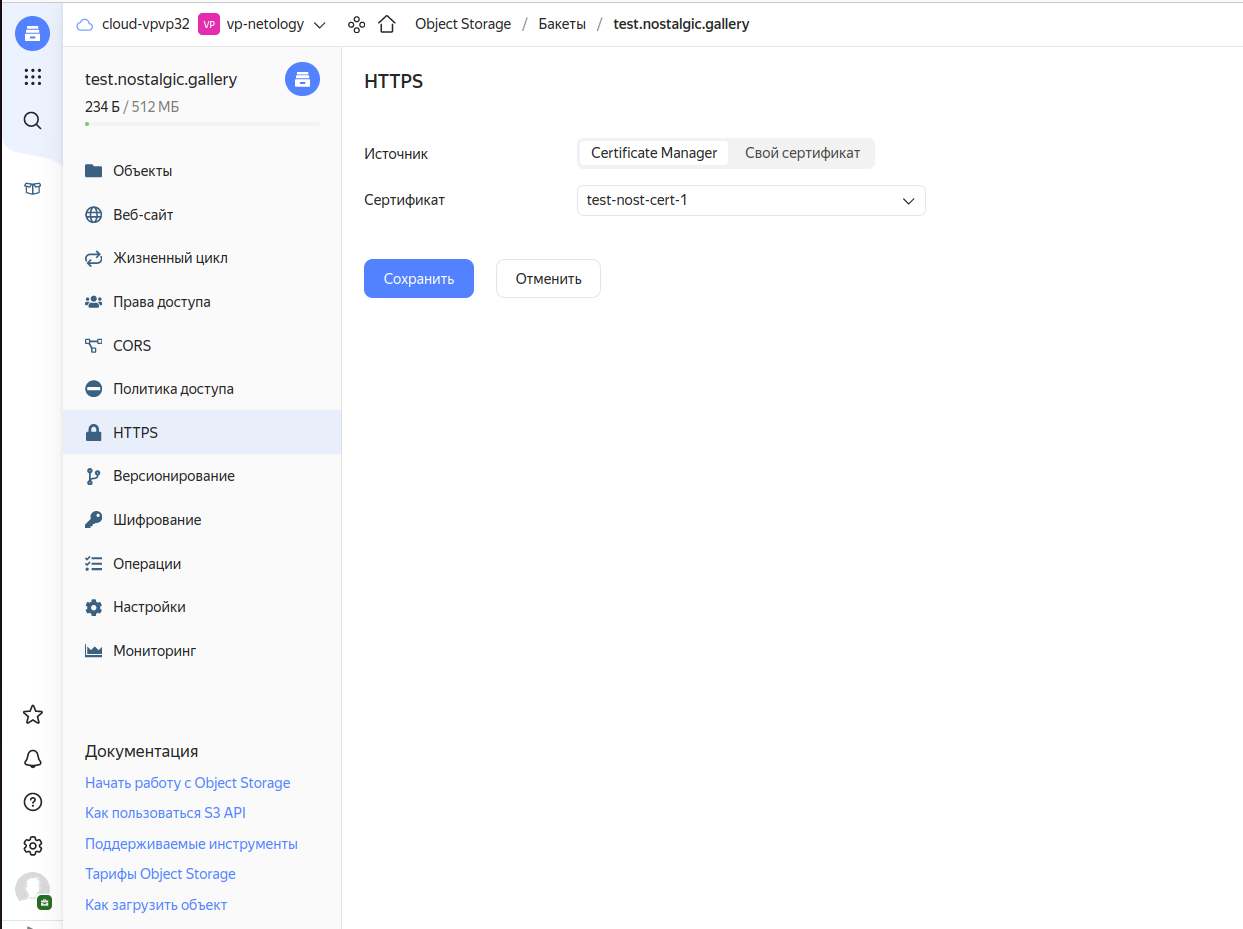 cloud-vpvp32 VP vp-netology Object Storage / Бакеты / test.nostalgic.gallery
test.nostalgic.gallery
234 Б / 512 МБ
Объекты
Веб-сайт
Жизненный цикл
Права доступа
CORS
Политика доступа
HTTPS
Версионирование
Шифрование
Операции
Настройки
Мониторинг
Документация
Начать работу с Object Storage
Как пользоваться S3 API
Поддерживаемые инструменты
Тарифы Object Storage
Как загрузить объект
HTTPS
Источник Certificate Manager Свой сертификат
Сертификат test-nost-cert-1
Сохранить Отменить